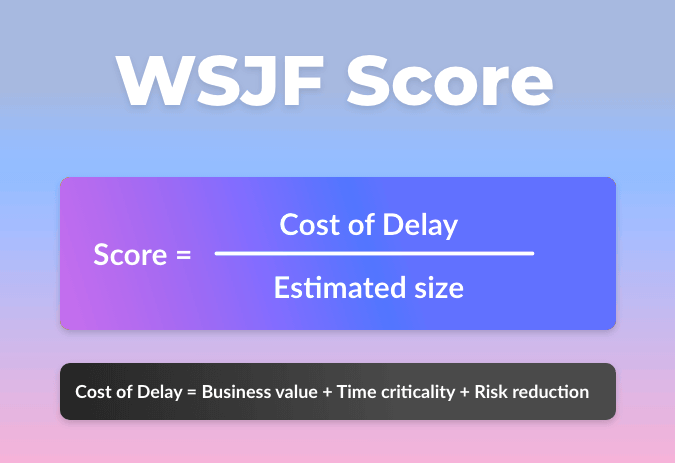 WSJF Score
Score =
Cost of Delay
Estimated size
Cost of Delay = Business value + Time criticality + Risk reduction